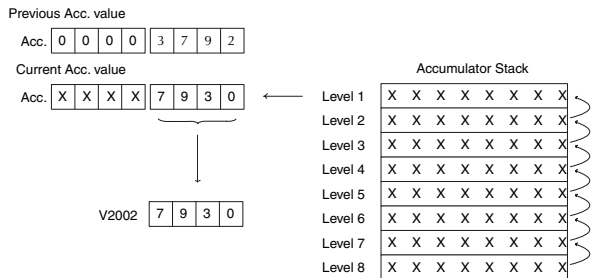 Previous Acc. value
Acc. 0 0 0 0 3 7 9 2
Current Acc. value
Acc. X X X X 7 9 3 0
V2002 7 9 3 0
Accumulator Stack
Level 1 X X X X X X X X
Level 2 X X X X X X X X
Level 3 X X X X X X X X
Level 4 X X X X X X X X
Level 5 X X X X X X X X
Level 6 X X X X X X X X
Level 7 X X X X X X X X
Level 8 X X X X X X X X